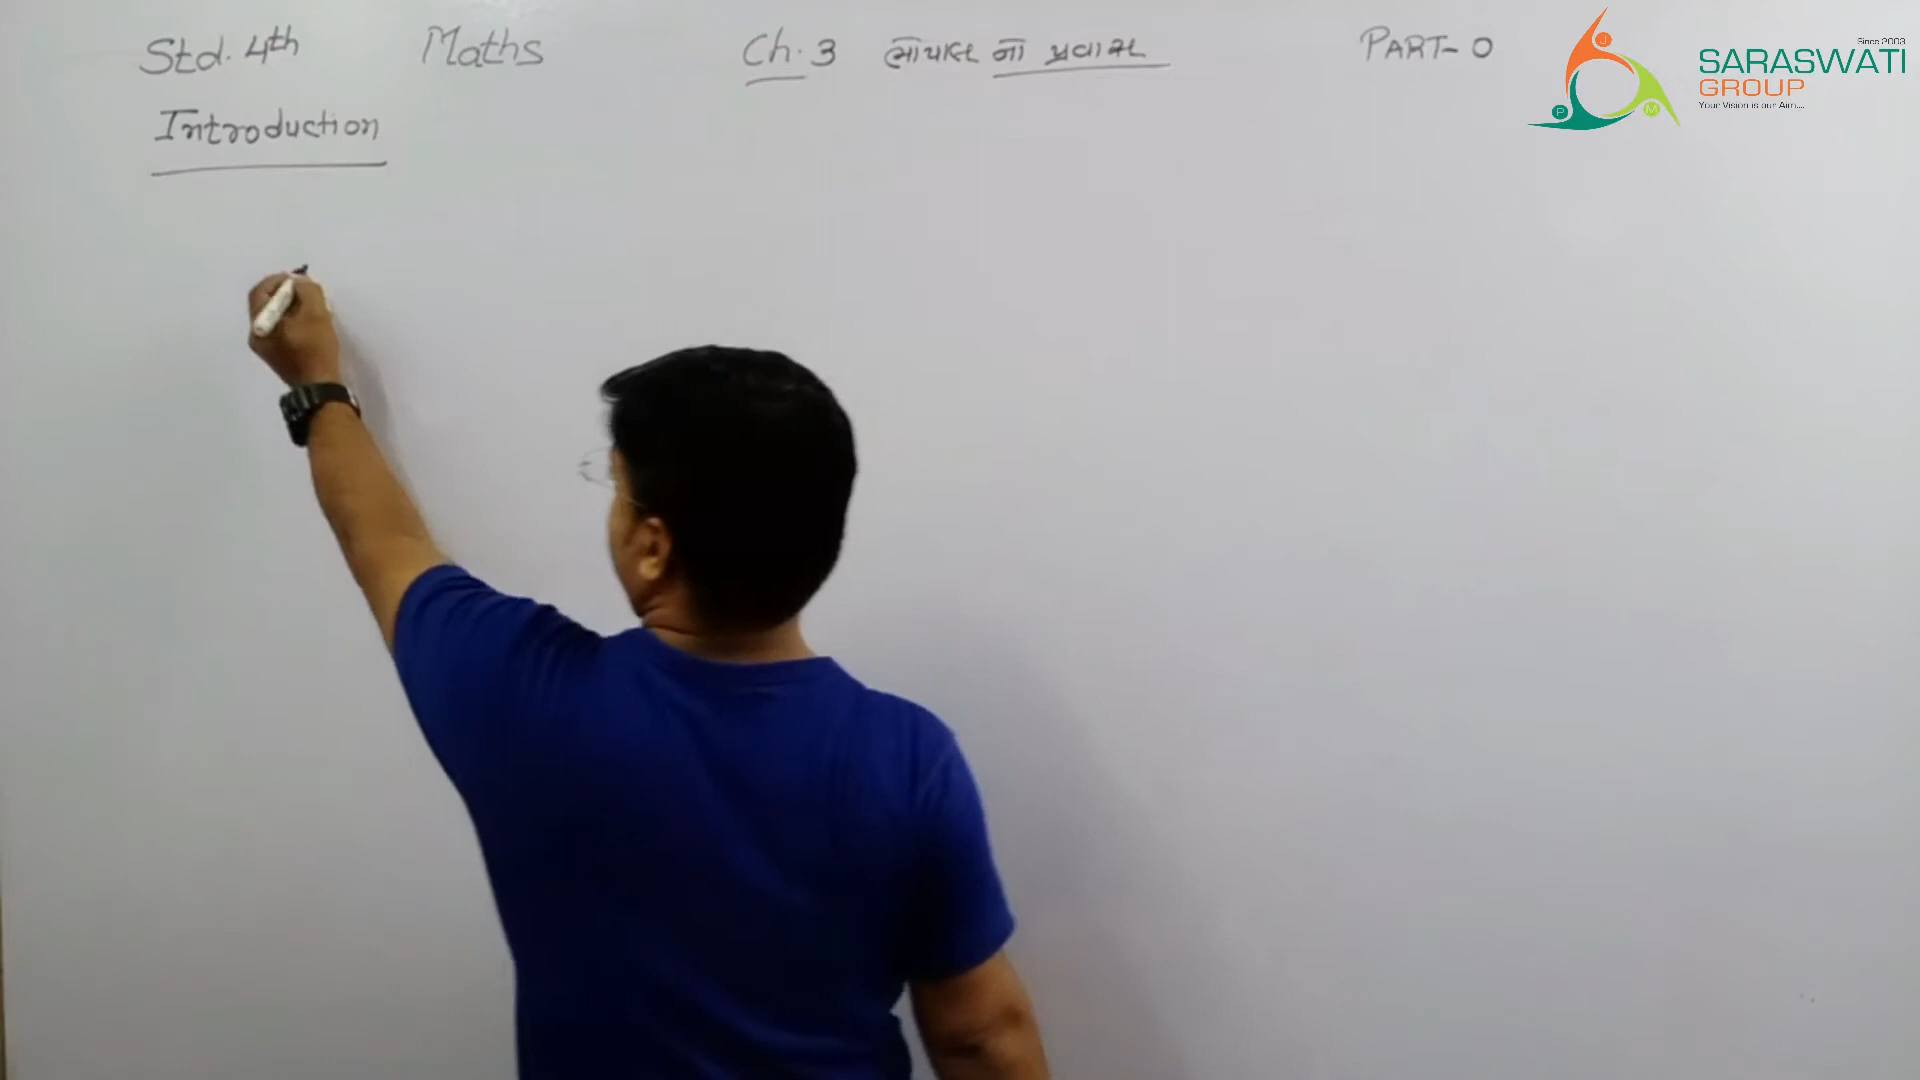 Std. 4th Maths Ch. 3 ભોપાલ નો પ્રવાસ PART- 0
Introduction
Since 2003
SARASWATI
GROUP
Your Vision is our Aim....
J
P
M